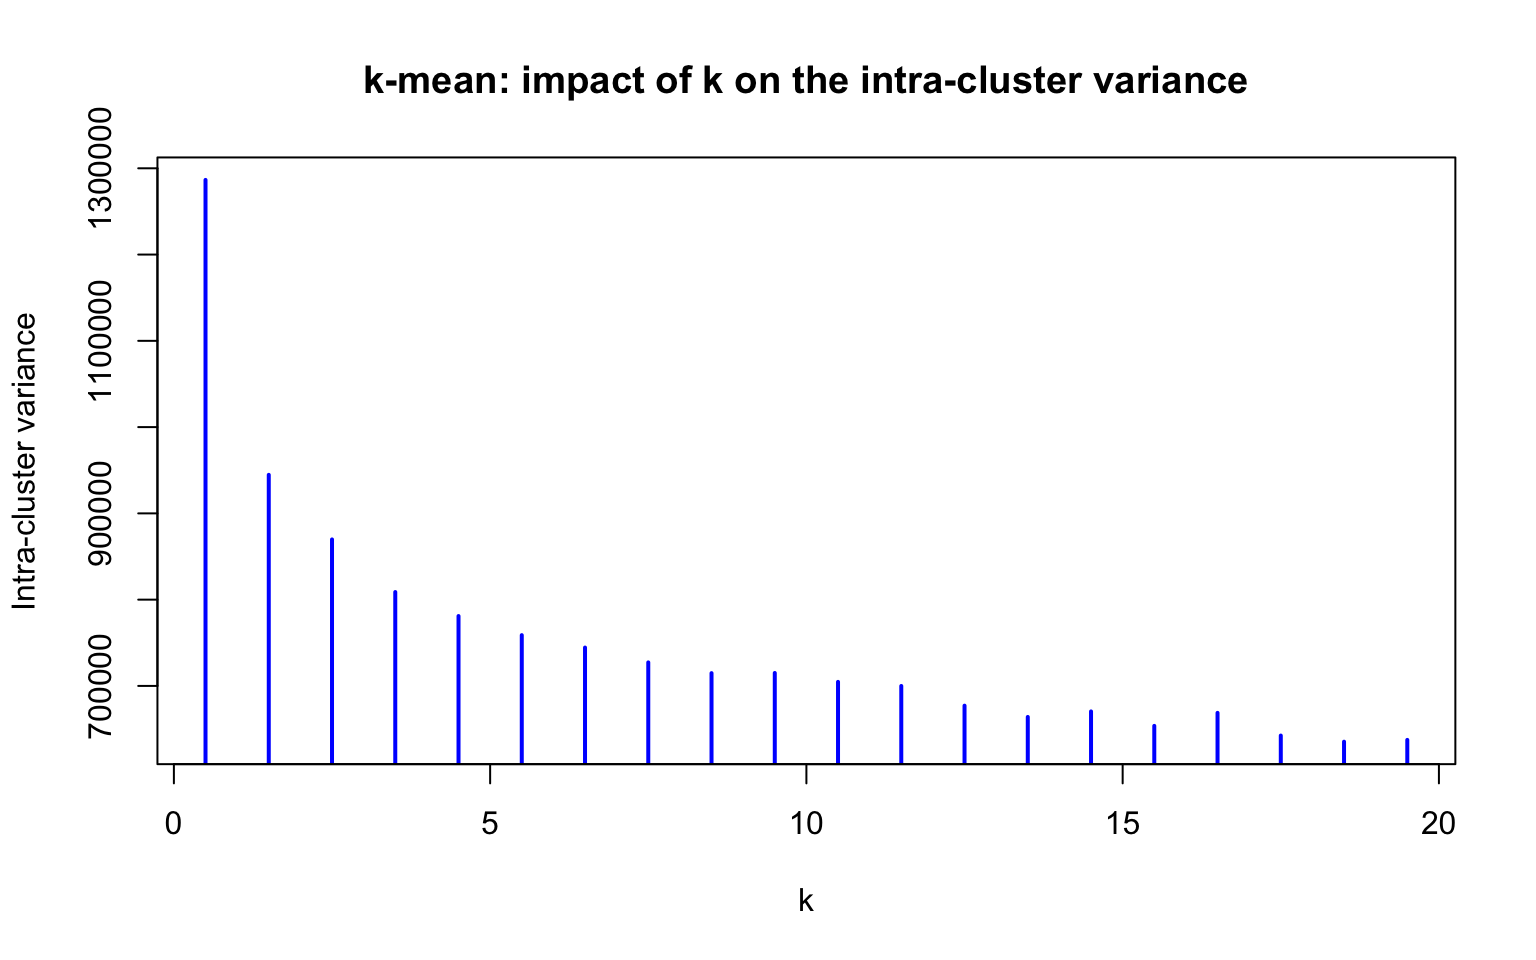 k-mean: impact of k on the intra-cluster variance
Intra-cluster variance
1300000
1100000
900000
700000
0 5 10 15 20
k